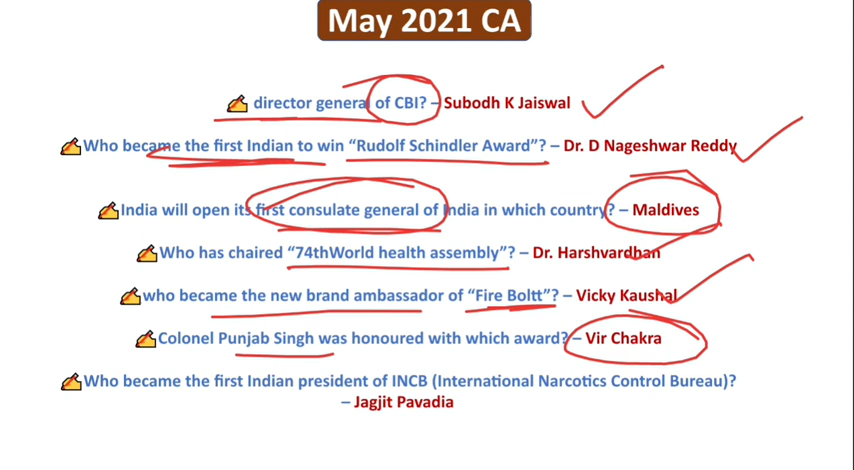 May 2021 CA
director general of CBI? – Subodh K Jaiswal
Who became the first Indian to win “Rudolf Schindler Award”? – Dr. D Nageshwar Reddy
India will open its first consulate general of India in which country? – Maldives
Who has chaired “74thWorld health assembly”? – Dr. Harshvardhan
who became the new brand ambassador of “Fire Boltt”? – Vicky Kaushal
Colonel Punjab Singh was honoured with which award? – Vir Chakra
Who became the first Indian president of INCB (International Narcotics Control Bureau)?
– Jagjit Pavadia